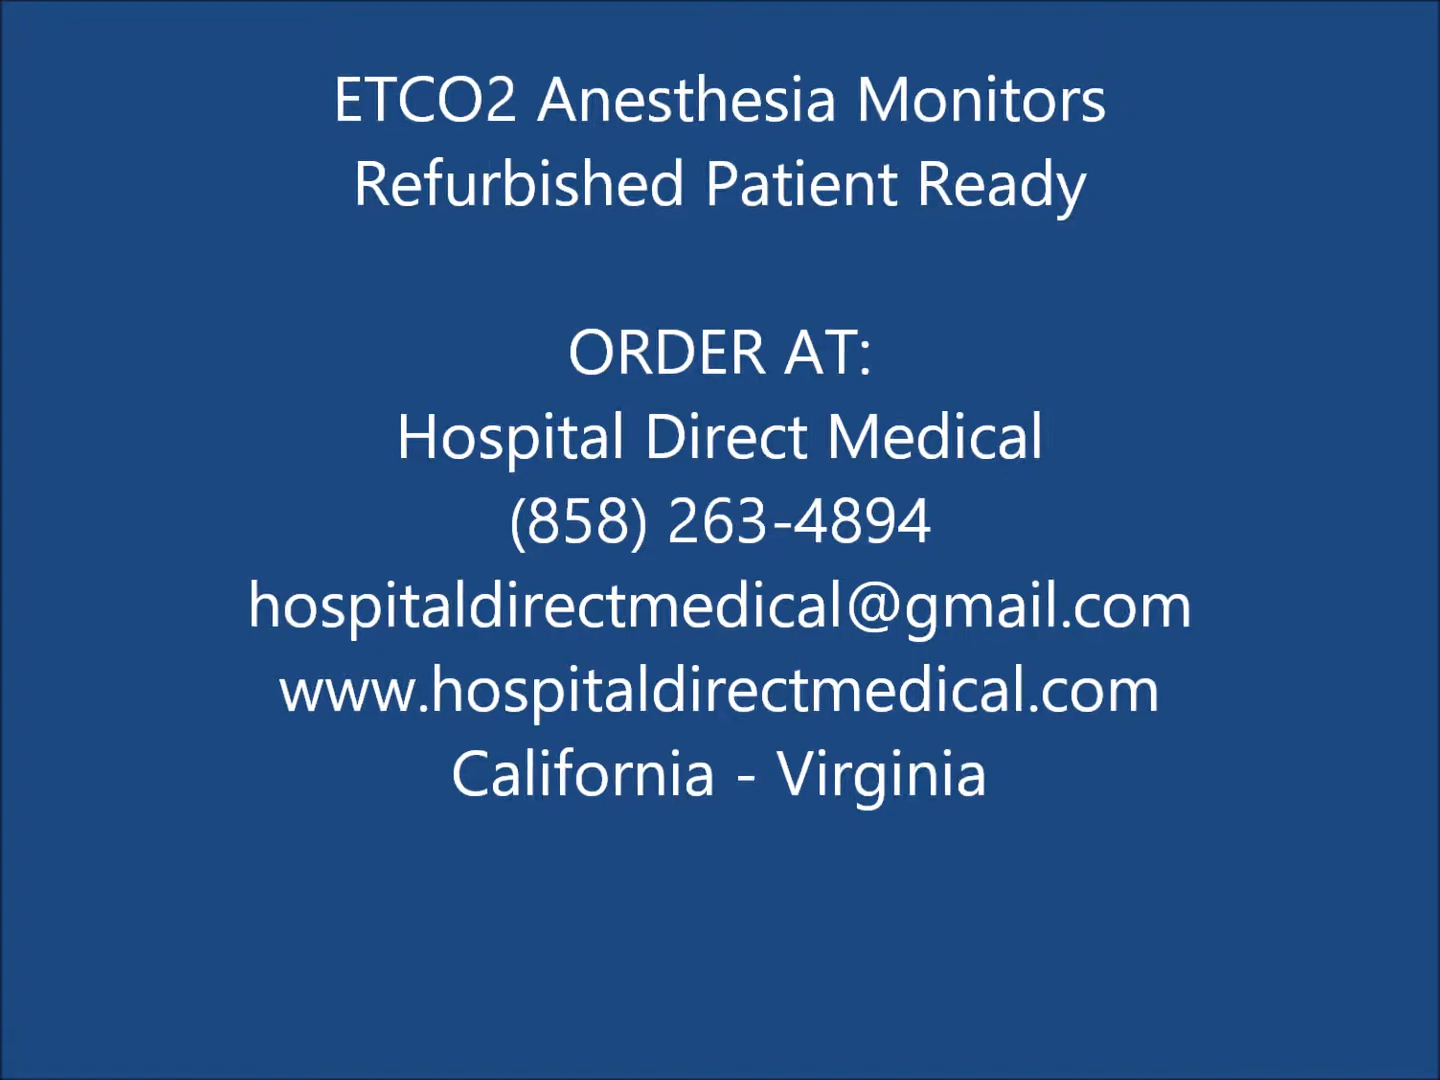 ETCO2 Anesthesia Monitors
Refurbished Patient Ready
ORDER AT:
Hospital Direct Medical
(858) 263-4894
hospitaldirectmedical@gmail.com
www.hospitaldirectmedical.com
California - Virginia